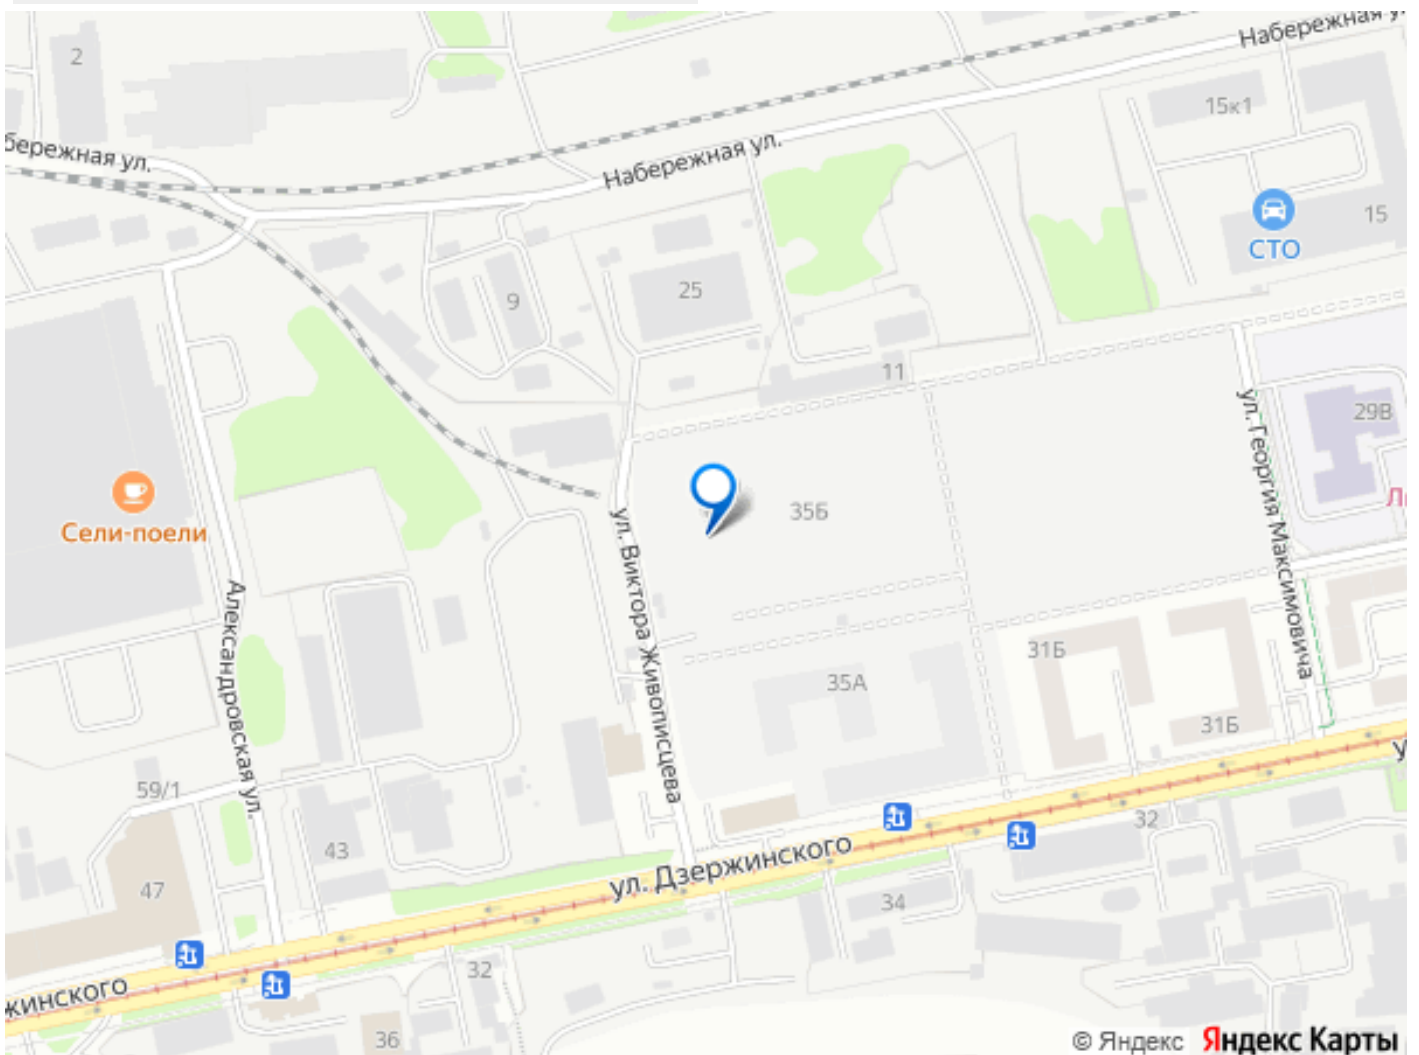 2
Набережная у
15к1
бережная ул.
Набережная ул.
15
СТО
25
9
11
29В
ул. Георгия Максимовича
35Б
Сели-поели
ул. Виктора Живописцева
Александровская ул.
31Б
35А
31Б
59/1
32
ул. Дзержинского
43
47
34
32
жинского
36
© Яндекс Яндекс Карты